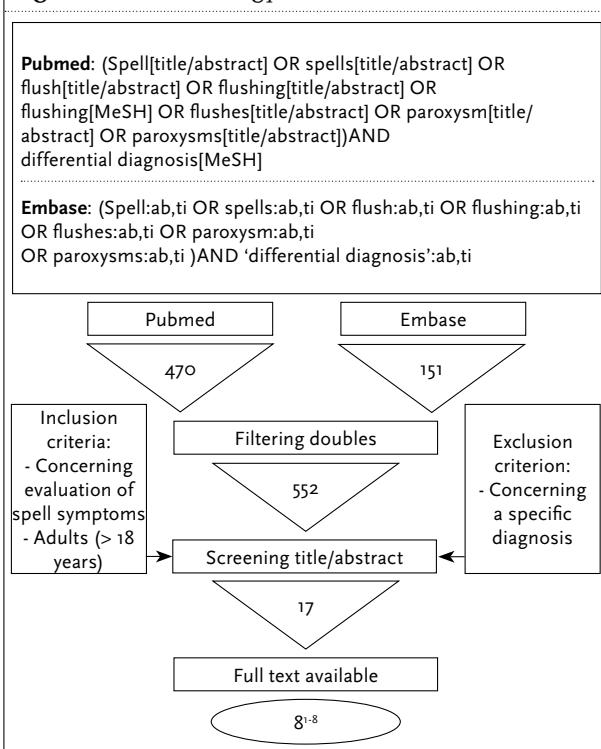 Pubmed: (Spell[title/abstract] OR spells[title/abstract] OR
flush[title/abstract] OR flushing[title/abstract] OR
flushing[MeSH] OR flushes[title/abstract] OR paroxysm[title/
abstract] OR paroxysms[title/abstract])AND
differential diagnosis[MeSH]
Embase: (Spell:ab,ti OR spells:ab,ti OR flush:ab,ti OR flushing:ab,ti
OR flushes:ab,ti OR paroxysm:ab,ti
OR paroxysms:ab,ti )AND ‘differential diagnosis’:ab,ti
Pubmed
Embase
470
151
Inclusion
criteria:
- Concerning
evaluation of
spell symptoms
- Adults (> 18
years)
Filtering doubles
552
Exclusion
criterion:
- Concerning
a specific
diagnosis
Screening title/abstract
17
Full text available
8¹⁻⁸